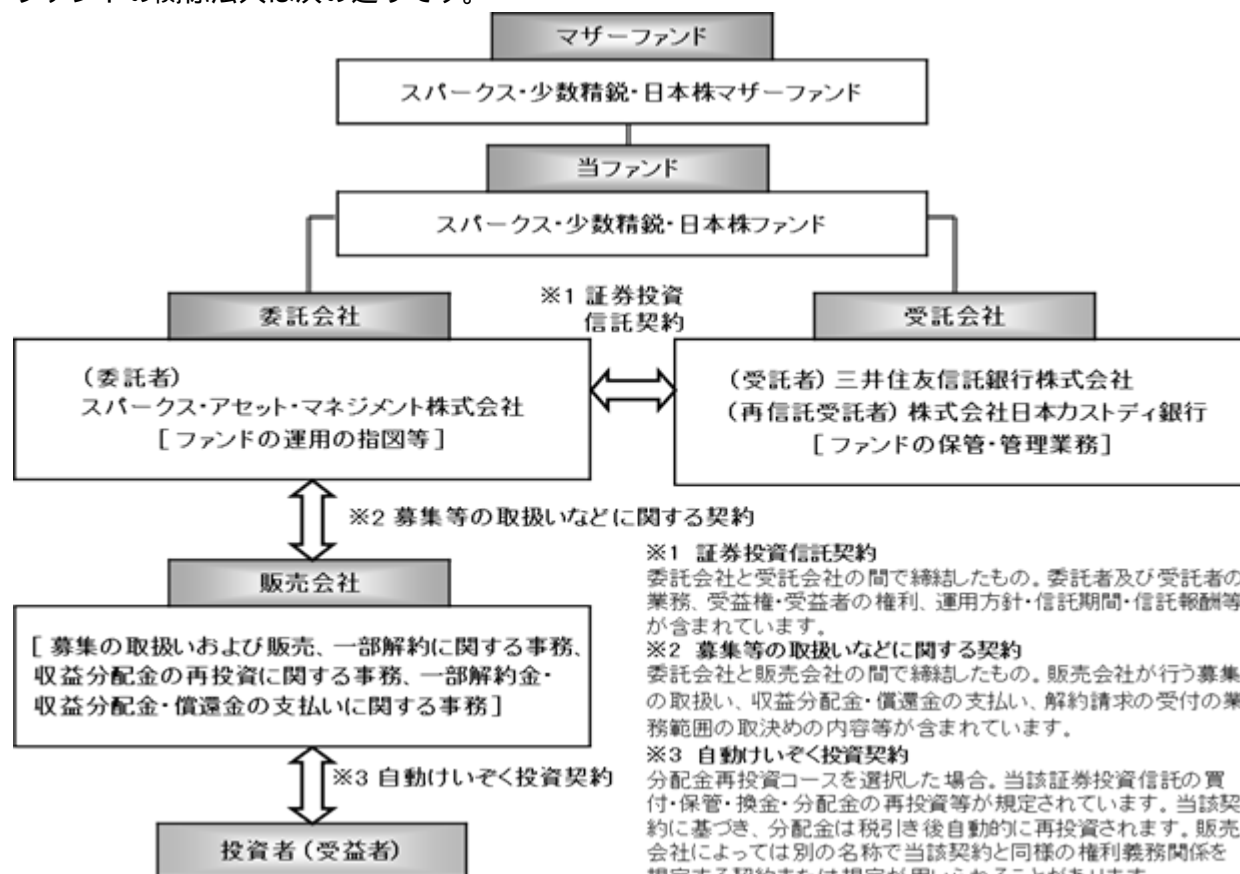 マザーファンド
スパークス・少数精鋭・日本株マザーファンド
当ファンド
スパークス・少数精鋭・日本株ファンド
※1 証券投資
信託契約
委託会社
(委託者)
スパークス・アセット・マネジメント株式会社
[ファンドの運用の指図等]
受託会社
(受託者) 三井住友信託銀行株式会社
(再信託受託者) 株式会社日本カストディ銀行
[ファンドの保管・管理業務]
※2 募集等の取扱いなどに関する契約
販売会社
[募集の取扱いおよび販売、一部解約に関する事務、
収益分配金の再投資に関する事務、一部解約金・
収益分配金・償還金の支払いに関する事務]
※3 自動けいぞく投資契約
投資者(受益者)
※1 証券投資信託契約
委託会社と受託会社の間で締結したもの。委託者及び受託者の
業務、受益権・受益者の権利、運用方針・信託期間・信託報酬等
が含まれています。
※2 募集等の取扱いなどに関する契約
委託会社と販売会社の間で締結したもの。販売会社が行う募集
の取扱い、収益分配金・償還金の支払い、解約請求の受付の業
務範囲の取決めの内容等が含まれています。
※3 自動けいぞく投資契約
分配金再投資コースを選択した場合。当該証券投資信託の買
付・保管・換金・分配金の再投資等が規定されています。当該契
約に基づき、分配金は税引き後自動的に再投資されます。販売
会社によっては別の名称で当該契約と同様の権利義務関係を